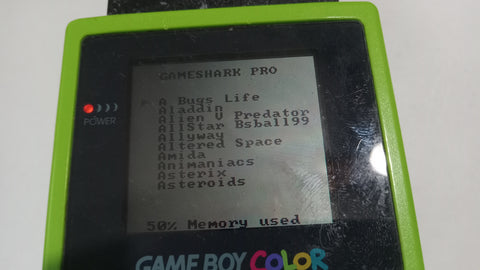 GAMESHARK PRO
A Bugs Life
Aladdin
Alien V Predator
AllStar Bsball99
Allyway
Altered Space
Amida
Animaniacs
Asterix
Asteroids
POWER
50% Memory used
GAME BOY COLOR